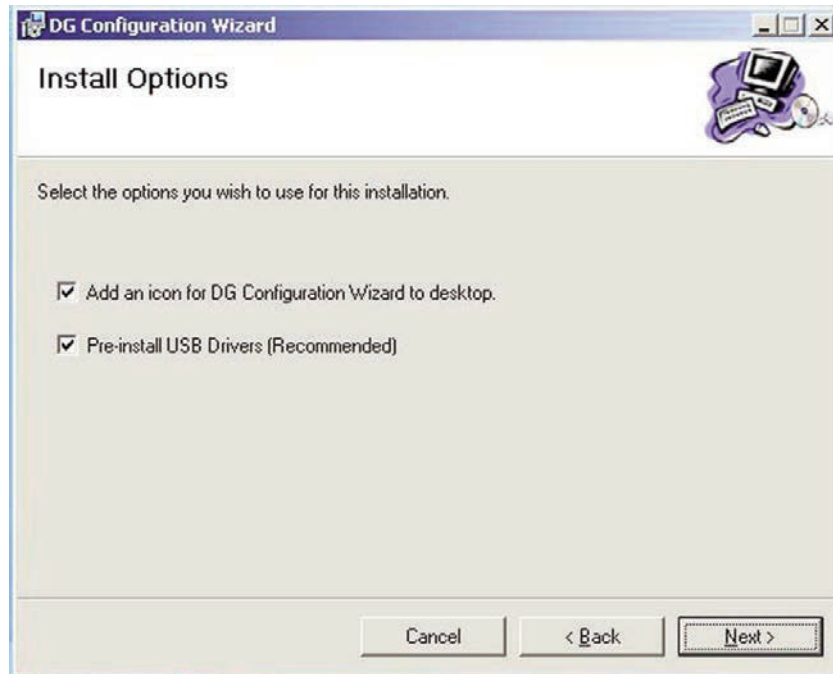 DG Configuration Wizard
Install Options
Select the options you wish to use for this installation.
Add an icon for DG Configuration Wizard to desktop.
Pre-install USB Drivers (Recommended)
Cancel
< Back
Next >